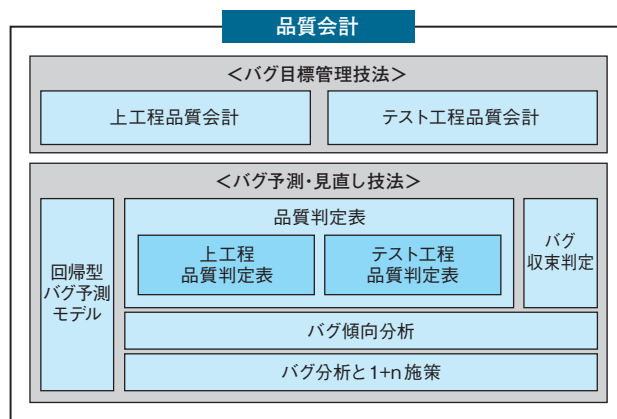 品質会計
＜バグ目標管理技法＞
上工程品質会計
テスト工程品質会計
＜バグ予測・見直し技法＞
回帰型
バグ予測
モデル
品質判定表
上工程
品質判定表
テスト工程
品質判定表
バグ
収束判定
バグ傾向分析
バグ分析と1+n施策